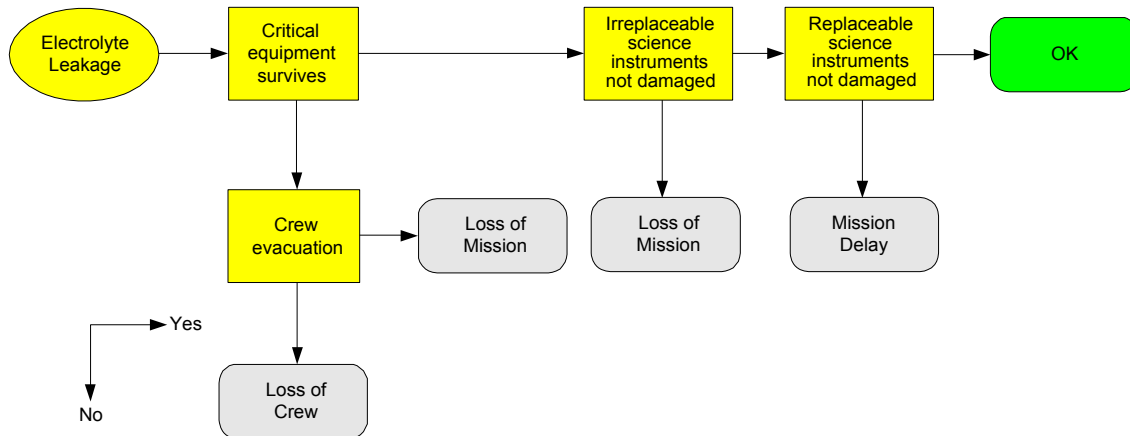 Electrolyte
Leakage
Critical
equipment
survives
Irreplaceable
science
instruments
not damaged
Replaceable
science
instruments
not damaged
OK
Crew
evacuation
Loss of
Mission
Loss of
Mission
Mission
Delay
Yes
No
Loss of
Crew